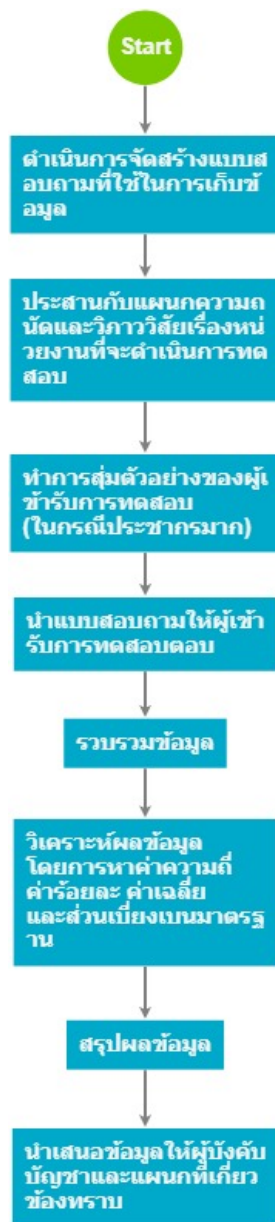 Start
ดำเนินการจัดสร้างแบบส
อบถามที่ใช้ในการเก็บข้
อมูล
ประสานกับแผนกความถ
นัดและวิภาววิสัยเรื่องหน่
วยงานที่จะดำเนินการทด
สอบ
ทำการสุ่มตัวอย่างของผู้เ
ข้ารับการทดสอบ
(ในกรณีประชากรมาก)
นำแบบสอบถามให้ผู้เข้า
รับการทดสอบตอบ
รวบรวมข้อมูล
วิเคราะห์ผลข้อมูล
โดยการหาค่าความถี่
ค่าร้อยละ ค่าเฉลี่ย
และส่วนเบี่ยงเบนมาตรฐ
าน
สรุปผลข้อมูล
นำเสนอข้อมูลให้ผู้บังคับ
บัญชาและแผนกที่เกี่ยว
ข้องทราบ